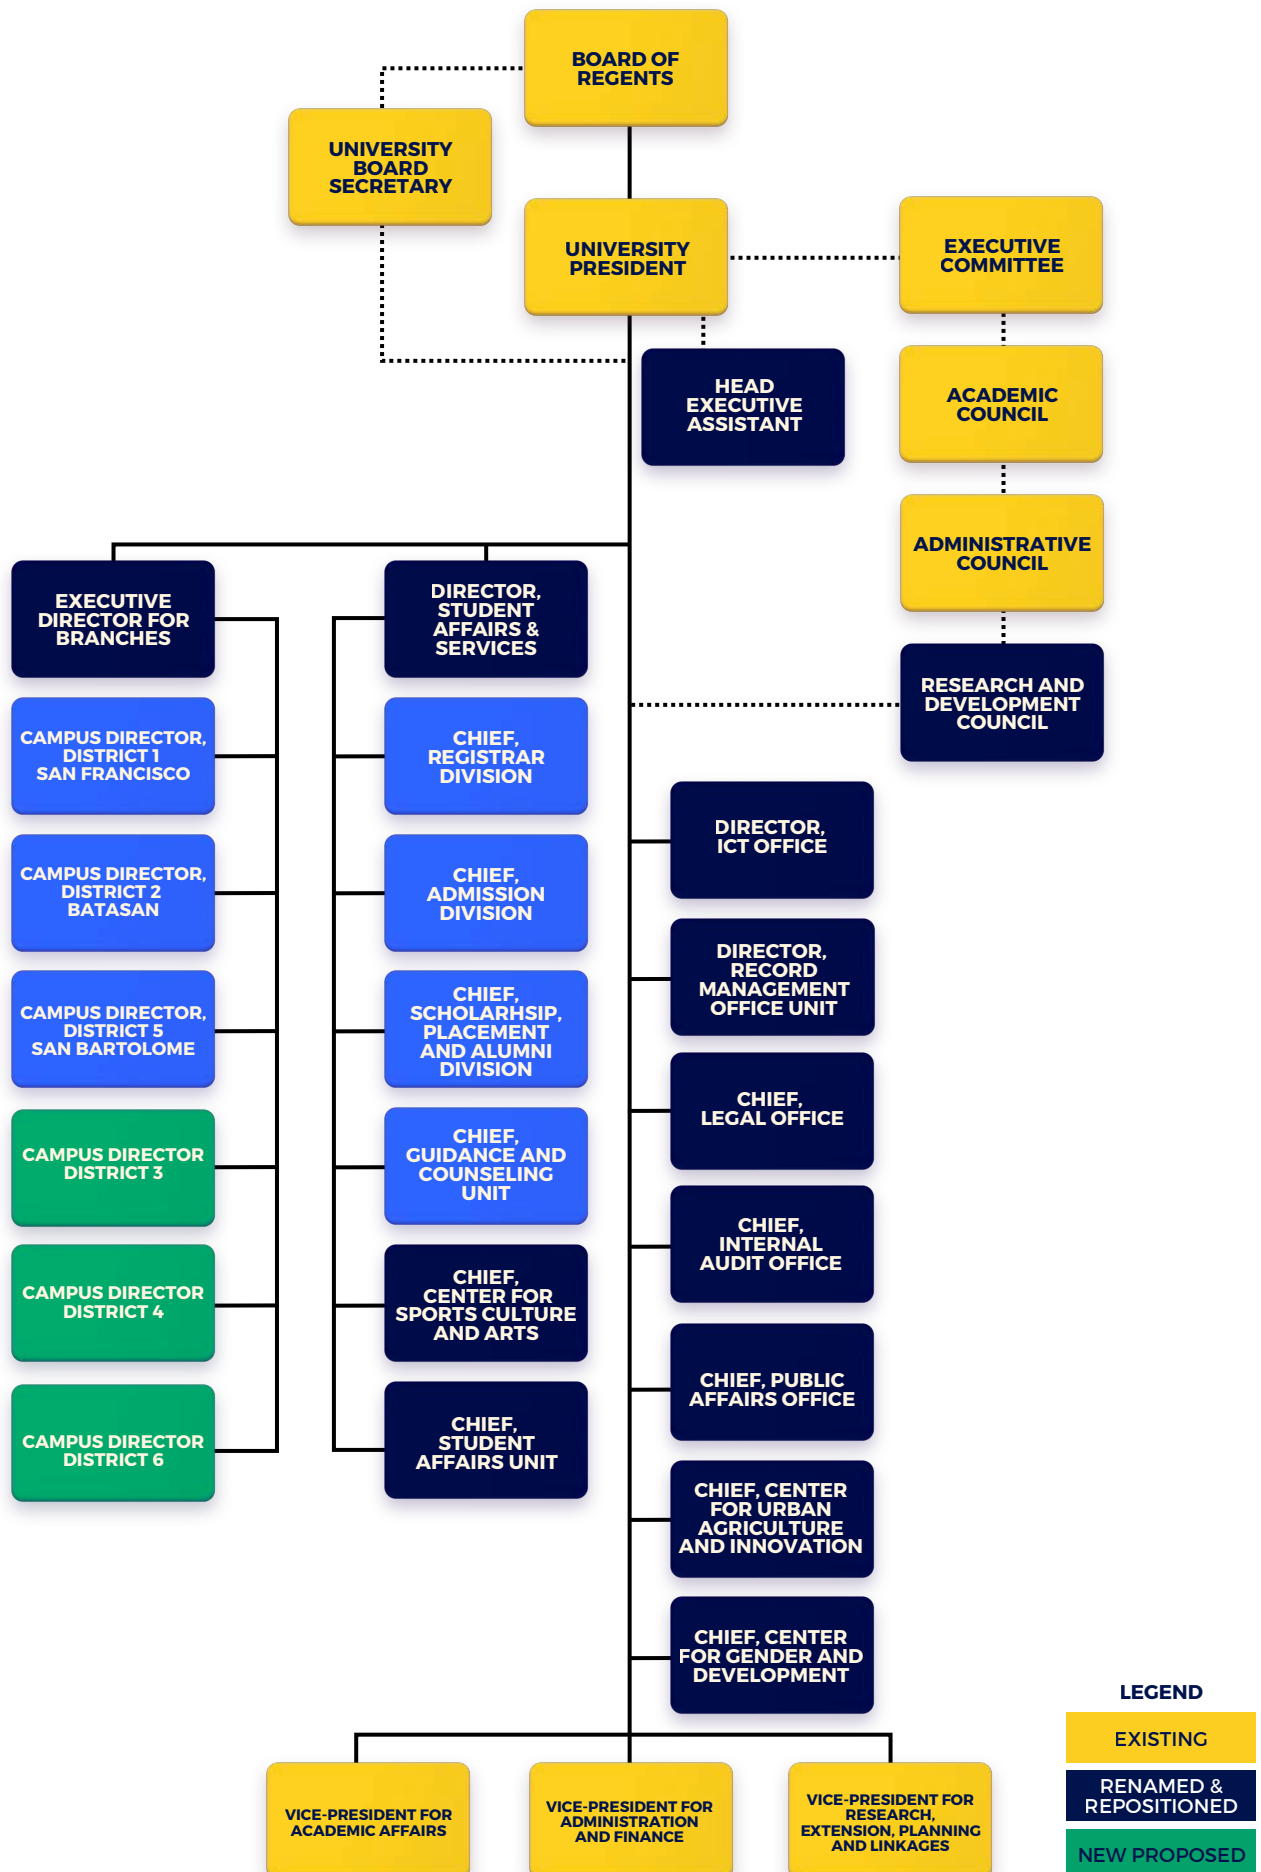 BOARD OF
REGENTS
UNIVERSITY
BOARD
SECRETARY
UNIVERSITY
PRESIDENT
EXECUTIVE
COMMITTEE
HEAD
EXECUTIVE
ASSISTANT
ACADEMIC
COUNCIL
ADMINISTRATIVE
COUNCIL
RESEARCH AND
DEVELOPMENT
COUNCIL
EXECUTIVE
DIRECTOR FOR
BRANCHES
CAMPUS DIRECTOR,
DISTRICT 1
SAN FRANCISCO
CAMPUS DIRECTOR,
DISTRICT 2
BATASAN
CAMPUS DIRECTOR,
DISTRICT 5
SAN BARTOLOME
CAMPUS DIRECTOR
DISTRICT 3
CAMPUS DIRECTOR
DISTRICT 4
CAMPUS DIRECTOR
DISTRICT 6
DIRECTOR,
STUDENT
AFFAIRS &
SERVICES
CHIEF,
REGISTRAR
DIVISION
CHIEF,
ADMISSION
DIVISION
CHIEF,
SCHOLARHSIP,
PLACEMENT
AND ALUMNI
DIVISION
CHIEF,
GUIDANCE AND
COUNSELING
UNIT
CHIEF,
CENTER FOR
SPORTS CULTURE
AND ARTS
CHIEF,
STUDENT
AFFAIRS UNIT
DIRECTOR,
ICT OFFICE
DIRECTOR,
RECORD
MANAGEMENT
OFFICE UNIT
CHIEF,
LEGAL OFFICE
CHIEF,
INTERNAL
AUDIT OFFICE
CHIEF, PUBLIC
AFFAIRS OFFICE
CHIEF, CENTER
FOR URBAN
AGRICULTURE
AND INNOVATION
CHIEF, CENTER
FOR GENDER AND
DEVELOPMENT
VICE-PRESIDENT FOR
ACADEMIC AFFAIRS
VICE-PRESIDENT FOR
ADMINISTRATION
AND FINANCE
VICE-PRESIDENT FOR
RESEARCH,
EXTENSION, PLANNING
AND LINKAGES
LEGEND
EXISTING
RENAMED &
REPOSITIONED
NEW PROPOSED